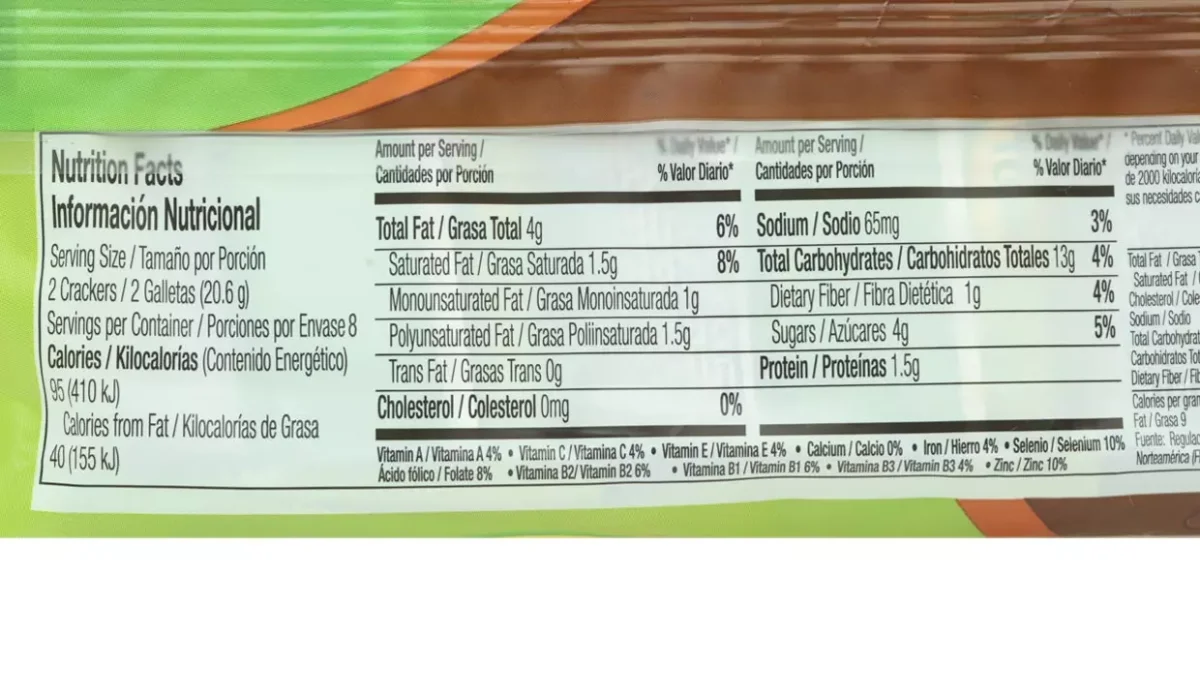 Nutrition Facts
Información Nutricional
Serving Size / Tamaño por Porción
2 Crackers / 2 Galletas (20.6 g)
Servings per Container / Porciones por Envase 8
Calories / Kilocalorías (Contenido Energético)
95 (410 kJ)
Calories from Fat / Kilocalorías de Grasa
40 (155 kJ)
Amount per Serving / % Daily Value* /
Cantidades por Porción % Valor Diario*
Total Fat / Grasa Total 4g 6%
Saturated Fat / Grasa Saturada 1.5g 8%
Monounsaturated Fat / Grasa Monoinsaturada 1g
Polyunsaturated Fat / Grasa Poliinsaturada 1.5g
Trans Fat / Grasas Trans 0g
Cholesterol / Colesterol 0mg 0%
Amount per Serving / % Daily Value* /
Cantidades por Porción % Valor Diario*
Sodium / Sodio 65mg 3%
Total Carbohydrates / Carbohidratos Totales 13g 4%
Dietary Fiber / Fibra Dietética 1g 4%
Sugars / Azúcares 4g 5%
Protein / Proteínas 1.5g
Vitamin A / Vitamina A 4% • Vitamin C / Vitamina C 4% • Vitamin E / Vitamina E 4% • Calcium / Calcio 0% • Iron / Hierro 4% • Selenio / Selenium 10%
Ácido fólico / Folate 8% • Vitamina B2/ Vitamin B2 6% • Vitamina B1 / Vitamin B1 6% • Vitamina B3 / Vitamin B3 4% • Zinc / Zinc 10%
* Percent Daily Val
depending on your
de 2000 kilocaloría
sus necesidades c
Total Fat / Grasa T
Saturated Fat /
Cholesterol / Cole
Sodium / Sodio
Total Carbohydrat
Carbohidratos Tot
Dietary Fiber / Fib
Calories per gram
Fat / Grasa 9
Fuente: Regulac
Norteamérica (F